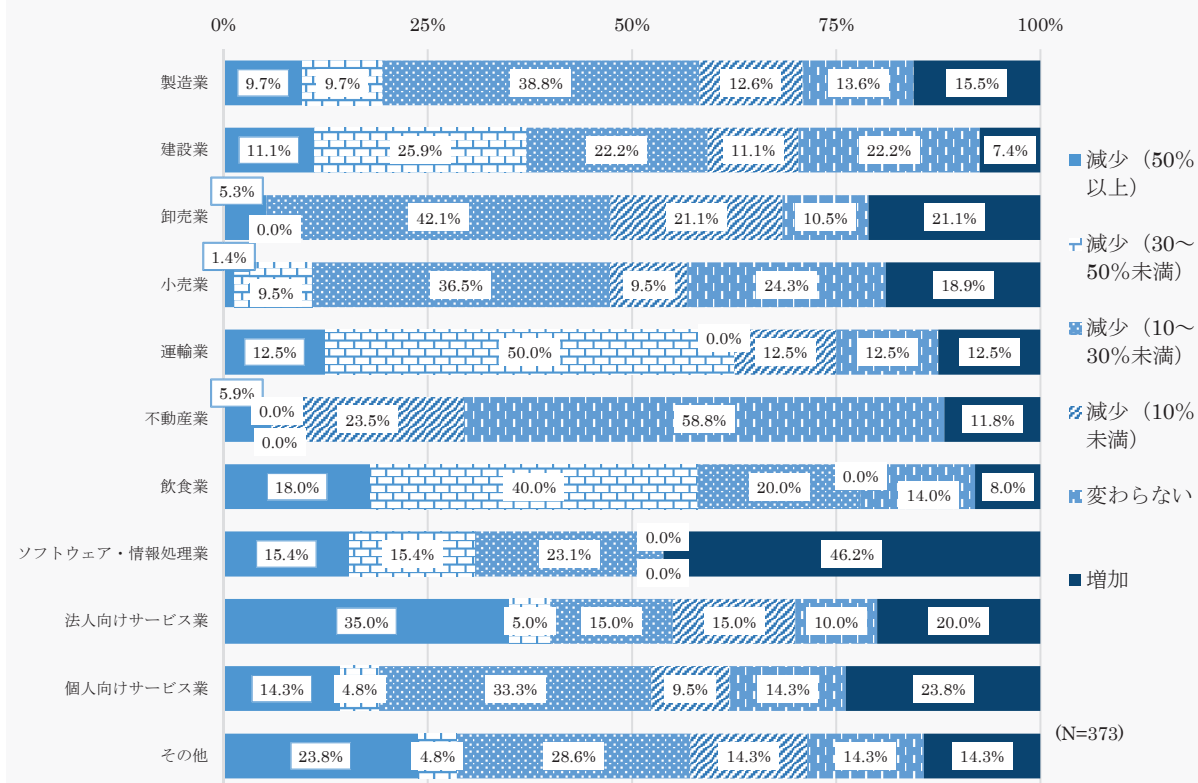 0% 25% 50% 75% 100%
製造業 9.7% 9.7% 38.8% 12.6% 13.6% 15.5%
建設業 11.1% 25.9% 22.2% 11.1% 22.2% 7.4%
卸売業 5.3% 0.0% 42.1% 21.1% 10.5% 21.1%
小売業 1.4% 9.5% 36.5% 9.5% 24.3% 18.9%
運輸業 12.5% 50.0% 0.0% 12.5% 12.5% 12.5%
不動産業 5.9% 0.0% 0.0% 23.5% 58.8% 11.8%
飲食業 18.0% 40.0% 20.0% 0.0% 14.0% 8.0%
ソフトウェア・情報処理業 15.4% 15.4% 23.1% 0.0% 0.0% 46.2%
法人向けサービス業 35.0% 5.0% 15.0% 15.0% 10.0% 20.0%
個人向けサービス業 14.3% 4.8% 33.3% 9.5% 14.3% 23.8%
その他 23.8% 4.8% 28.6% 14.3% 14.3% 14.3%
減少（50%
以上）
減少（30～
50%未満）
減少（10～
30%未満）
減少（10%
未満）
変わらない
増加
(N=373)